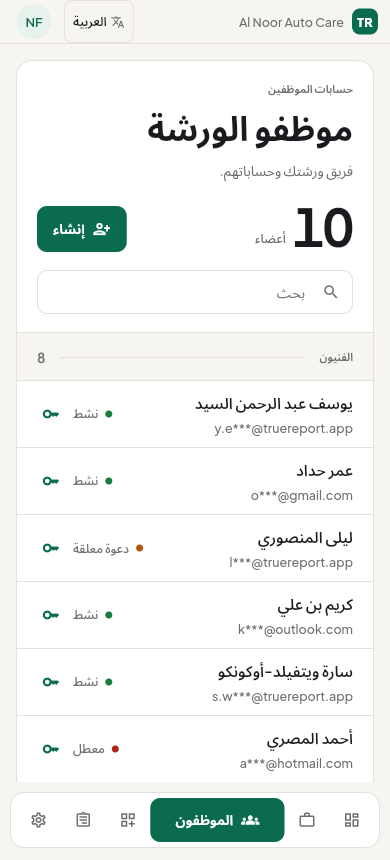 TR
Al Noor Auto Care
العربية
NF
حسابات الموظفين
موظفو الورشة
فريق ورشتك وحساباتهم.
10 أعضاء
إنشاء
بحث
الفنيون 8
يوسف عبد الرحمن السيد
نشط
y.e***@truereport.app
عمر حداد
نشط
o***@gmail.com
ليلى المنصوري
دعوة معلقة
l***@truereport.app
كريم بن علي
نشط
k***@outlook.com
سارة ويتفيلد-أوكونكو
نشط
s.w***@truereport.app
أحمد المصري
معطل
a***@hotmail.com
الموظفون